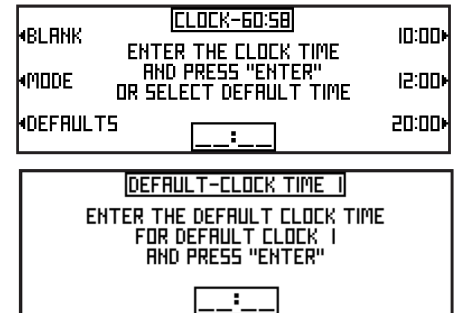 CLOCK-60:58
◂BLANK 10:00▸
ENTER THE CLOCK TIME
AND PRESS "ENTER"
◂MODE 12:00▸
OR SELECT DEFAULT TIME
◂DEFAULTS 20:00▸
__:__
DEFAULT-CLOCK TIME 1
ENTER THE DEFAULT CLOCK TIME
FOR DEFAULT CLOCK 1
AND PRESS "ENTER"
__:__